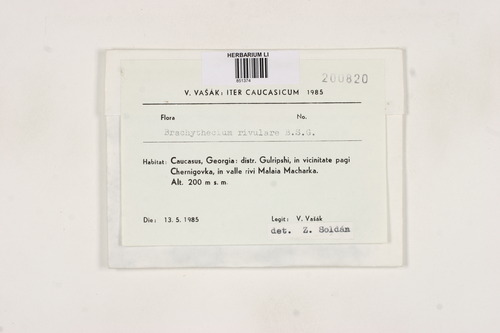 HERBARIUM LI
851374
200820
V. VAŠÁK: ITER CAUCASICUM 1985
Flora No.
Brachythecium rivulare B.S.G.
Habitat: Caucasus, Georgia: distr. Gulripshi, in vicinitate pagi
Chernigovka, in valle rivi Malaia Macharka.
Alt. 200 m s. m.
Die: 13. 5. 1985 Legit: V. Vašák
det. Z. Soldán